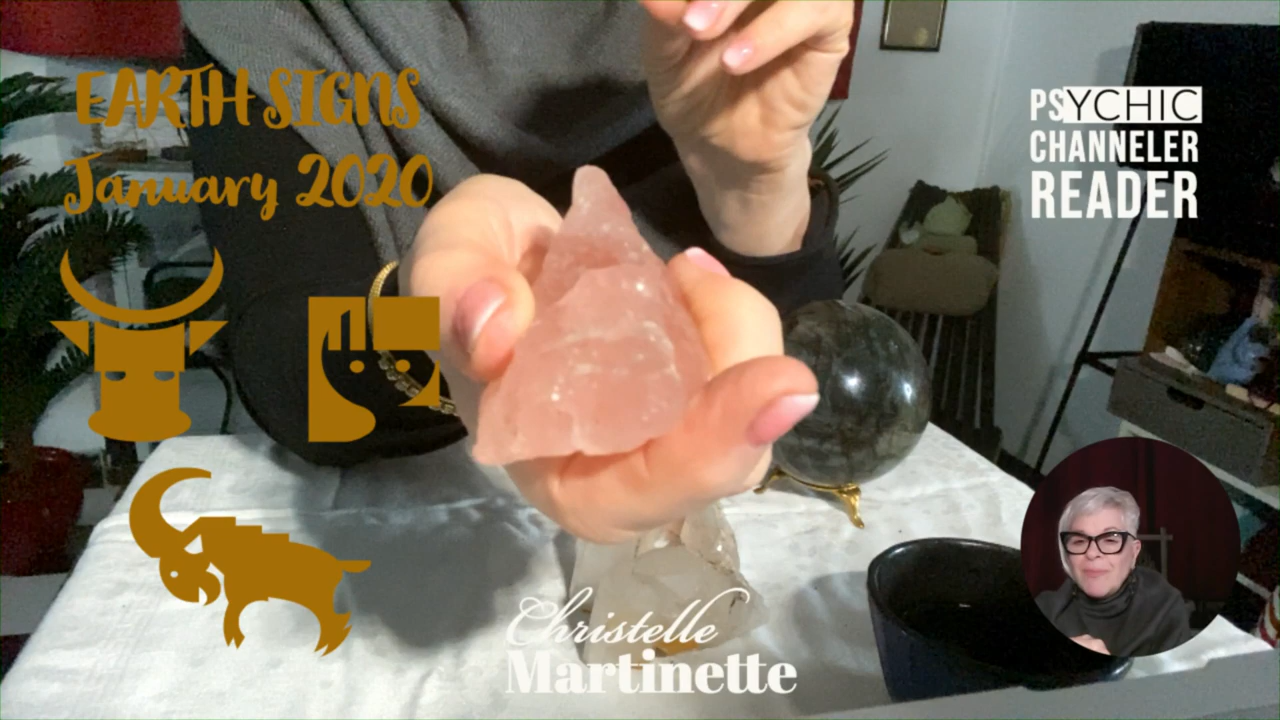 EARTH SIGNS
January 2020
PSYCHIC
CHANNELER
READER
Christelle
Martinette